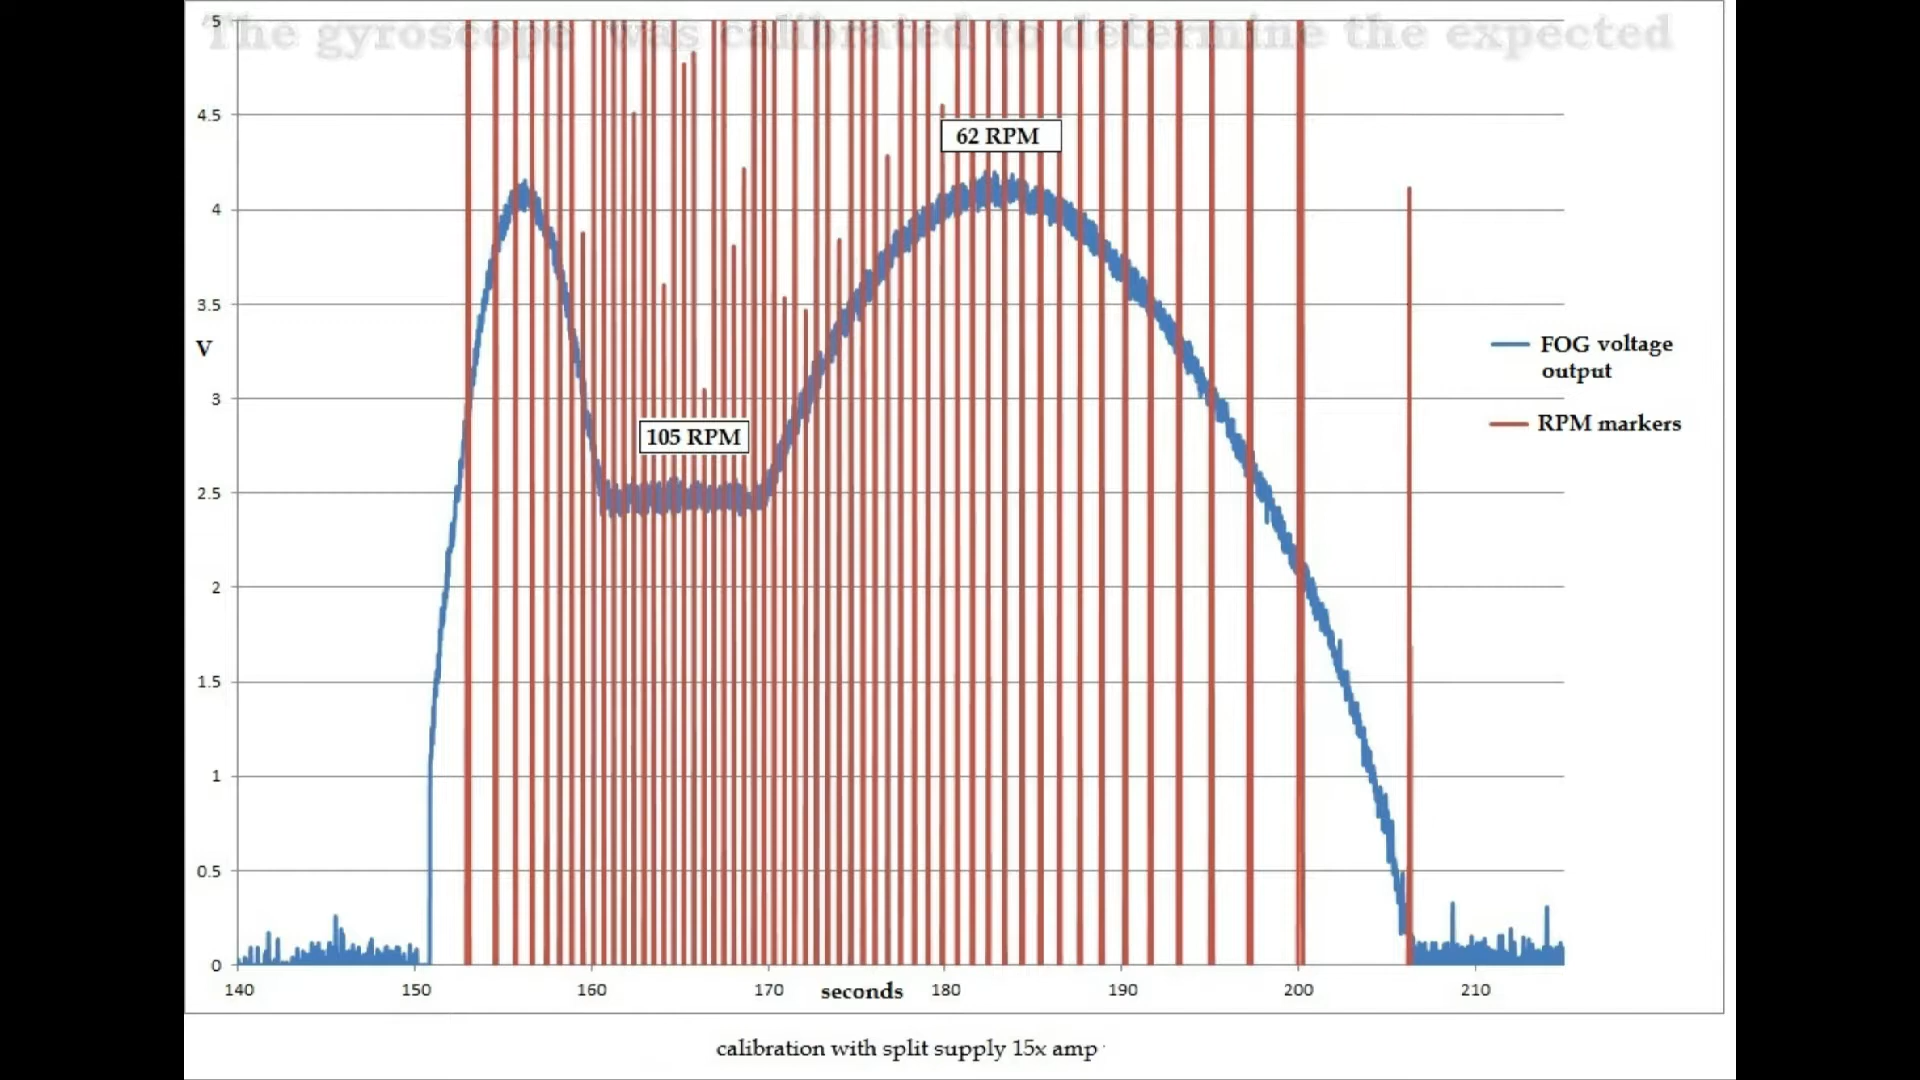 The gyroscope was calibrated to determine the expected
5
4.5
4
3.5
3
2.5
2
1.5
1
0.5
0
V
62 RPM
105 RPM
FOG voltage
output
RPM markers
140 150 160 170 180 190 200 210
seconds
calibration with split supply 15x amp